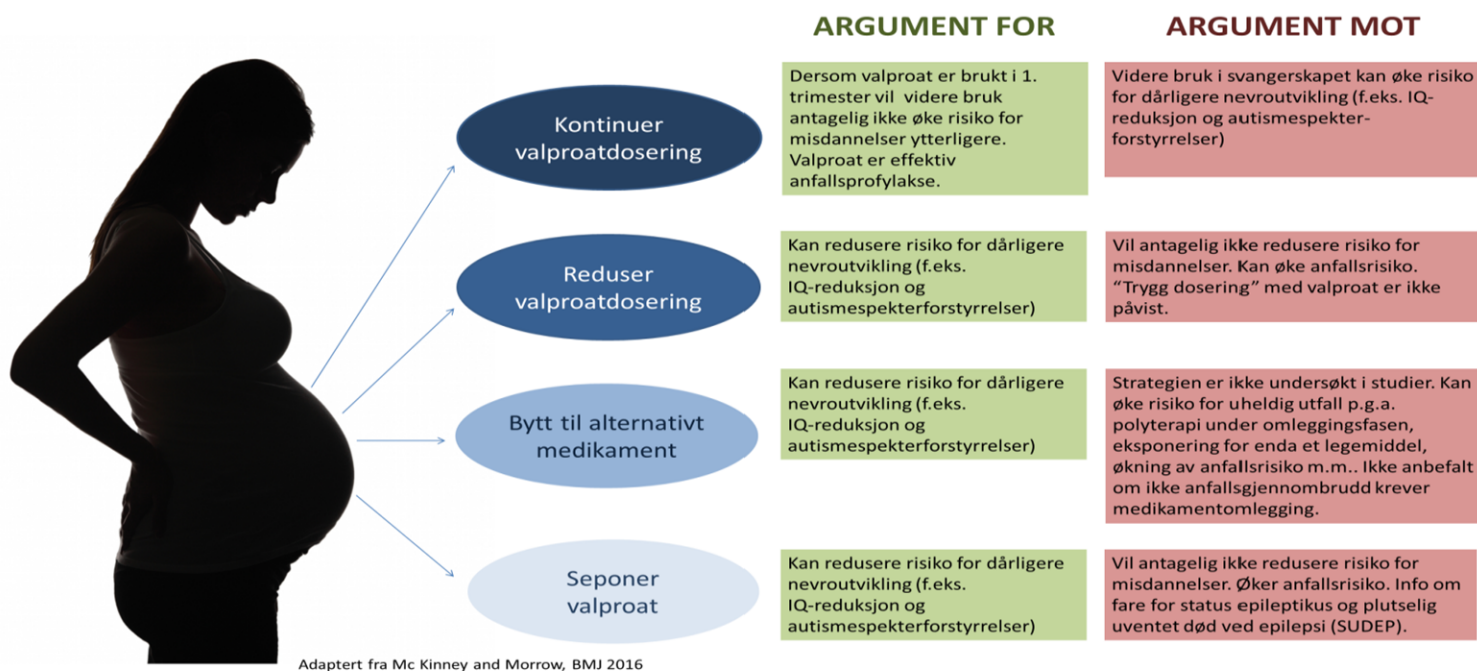 ARGUMENT FOR
ARGUMENT MOT
Kontinuer
valproatdosering
Dersom valproat er brukt i 1.
trimester vil videre bruk
antagelig ikke øke risiko for
misdannelser ytterligere.
Valproat er effektiv
anfallsprofylakse.
Videre bruk i svangerskapet kan øke risiko
for dårligere nevroutvikling (f.eks. IQ-
reduksjon og autismespekter-
forstyrrelser)
Reduser
valproatdosering
Kan redusere risiko for dårligere
nevroutvikling (f.eks.
IQ-reduksjon og
autismespekterforstyrrelser)
Vil antagelig ikke redusere risiko for
misdannelser. Kan øke anfallsrisiko.
“Trygg dosering” med valproat er ikke
påvist.
Bytt til alternativt
medikament
Kan redusere risiko for dårligere
nevroutvikling (f.eks.
IQ-reduksjon og
autismespekterforstyrrelser)
Strategien er ikke undersøkt i studier. Kan
øke risiko for uheldig utfall p.g.a.
polyterapi under omleggingsfasen,
eksponering for enda et legemiddel,
økning av anfallsrisiko m.m.. Ikke anbefalt
om ikke anfallsgjennombrudd krever
medikamentomlegging.
Seponer
valproat
Kan redusere risiko for dårligere
nevroutvikling (f.eks.
IQ-reduksjon og
autismespekterforstyrrelser)
Vil antagelig ikke redusere risiko for
misdannelser. Øker anfallsrisiko. Info om
fare for status epileptikus og plutselig
uventet død ved epilepsi (SUDEP).
Adaptert fra Mc Kinney and Morrow, BMJ 2016